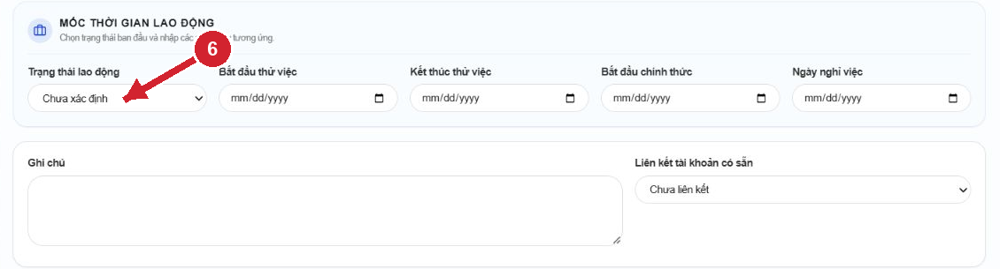 MÓC THỜI GIAN LAO ĐỘNG
Chọn trạng thái ban đầu và nhập các tương ứng.
6
Trạng thái lao động
Bắt đầu thử việc
Kết thúc thử việc
Bắt đầu chính thức
Ngày nghỉ việc
Chưa xác định
mm/dd/yyyy
mm/dd/yyyy
mm/dd/yyyy
mm/dd/yyyy
Ghi chú
Liên kết tài khoản có sẵn
Chưa liên kết